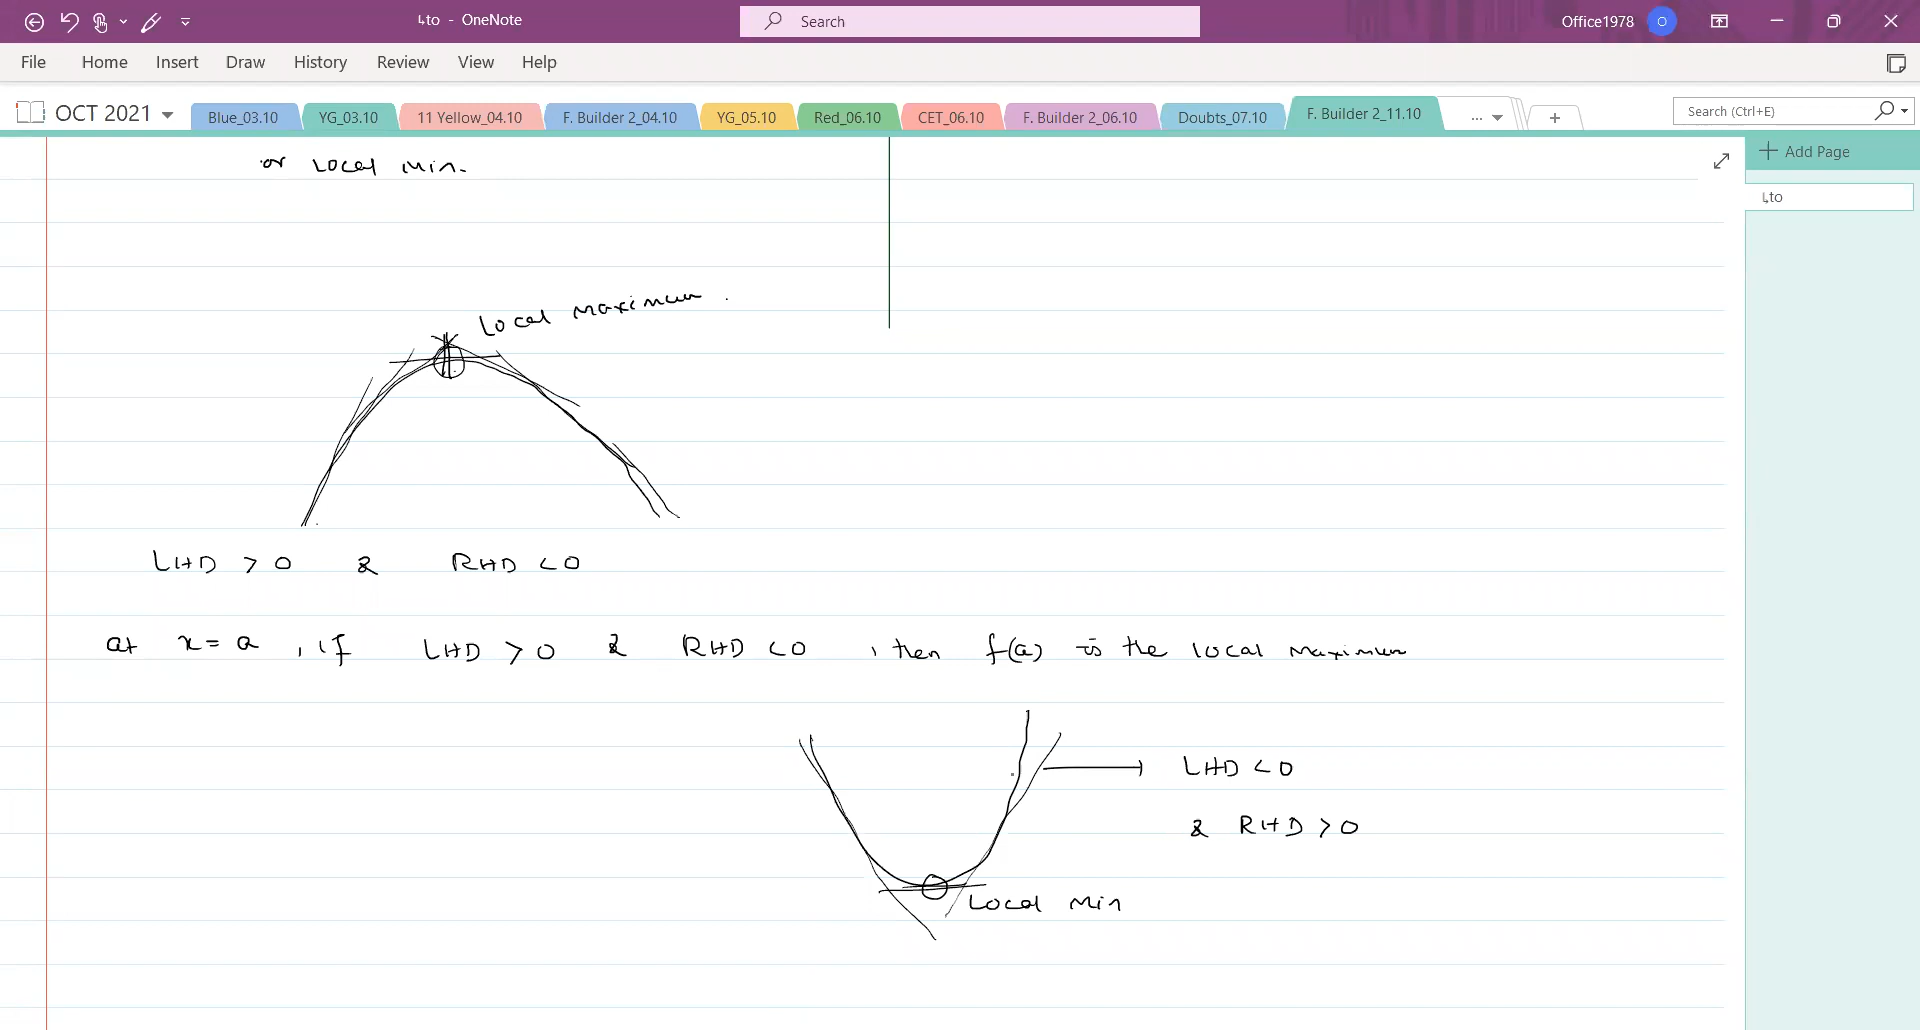 ↳to - OneNote
Search
Office1978
O
File Home Insert Draw History Review View Help
OCT 2021
Blue_03.10
YG_03.10
11 Yellow_04.10
F. Builder 2_04.10
YG_05.10
Red_06.10
CET_06.10
F. Builder 2_06.10
Doubts_07.10
F. Builder 2_11.10
...
Search (Ctrl+E)
Add Page
↳to
or Local Min.
Local Maximum.
LHD > 0 & RHD < 0
at x = a , if LHD > 0 & RHD < 0 , then f(a) is the local maximum
LHD < 0
& RHD > 0
Local Min